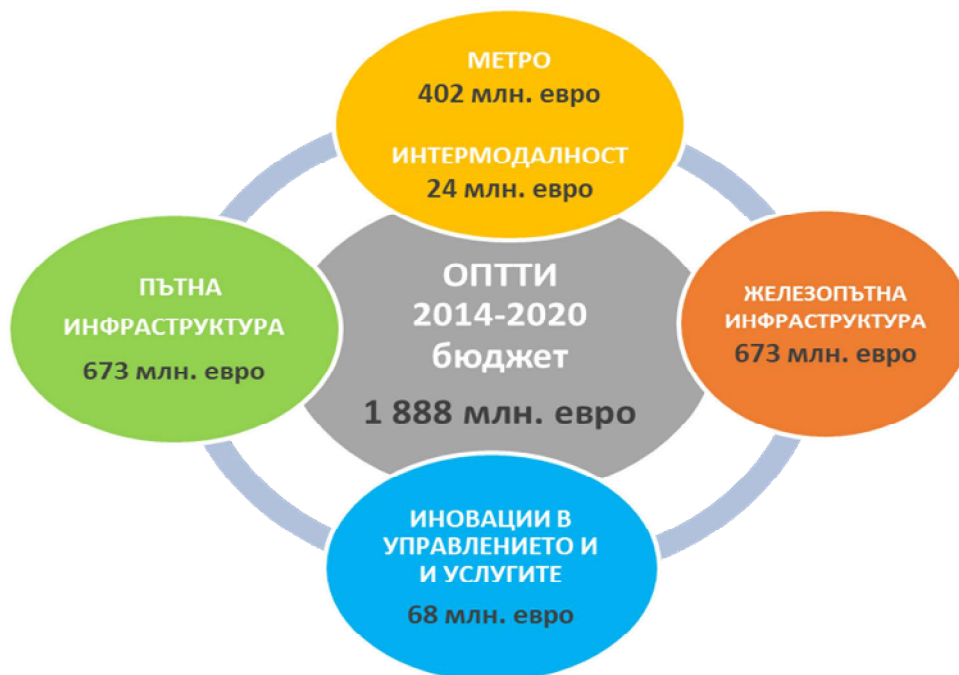 МЕТРО
402 млн. евро
ИНТЕРМОДАЛНОСТ
24 млн. евро
ПЪТНА
ИНФРАСТРУКТУРА
673 млн. евро
ОПТТИ
2014-2020
бюджет
1 888 млн. евро
ЖЕЛЕЗОПЪТНА
ИНФРАСТРУКТУРА
673 млн. евро
ИНОВАЦИИ В
УПРАВЛЕНИЕТО И
И УСЛУГИТЕ
68 млн. евро